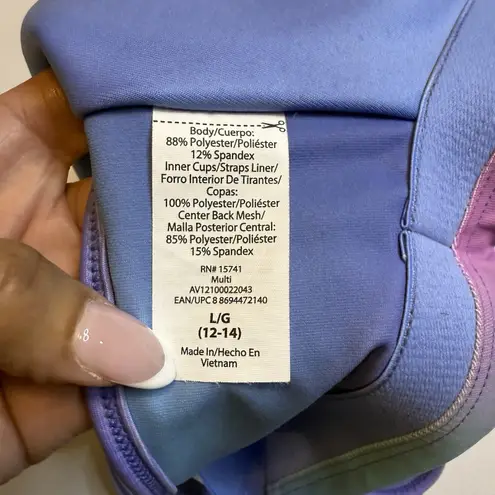 Body/Cuerpo:
88% Polyester/Poliéster
12% Spandex
Inner Cups/Straps Liner/
Forro Interior De Tirantes/
Copas:
100% Polyester/Poliéster
Center Back Mesh/
Malla Posterior Central:
85% Polyester/Poliéster
15% Spandex
RN# 15741
Multi
AV12100022043
EAN/UPC 8 8694472140
L/G
(12-14)
Made In/Hecho En
Vietnam